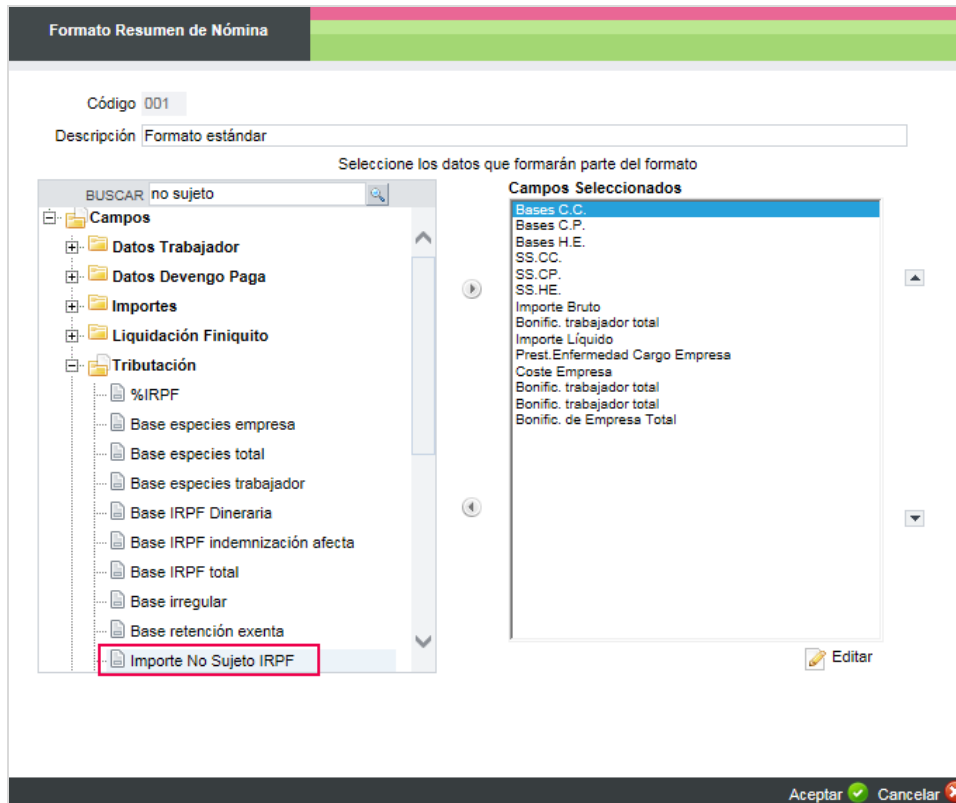 Formato Resumen de Nómina
Código 001
Descripción Formato estándar
Seleccione los datos que formarán parte del formato
BUSCAR no sujeto
Campos
Datos Trabajador
Datos Devengo Paga
Importes
Liquidación Finiquito
Tributación
%IRPF
Base especies empresa
Base especies total
Base especies trabajador
Base IRPF Dineraria
Base IRPF indemnización afecta
Base IRPF total
Base irregular
Base retención exenta
Importe No Sujeto IRPF
Campos Seleccionados
Bases C.C.
Bases C.P.
Bases H.E.
SS.CC.
SS.CP.
SS.HE.
Importe Bruto
Bonific. trabajador total
Importe Líquido
Prest.Enfermedad Cargo Empresa
Coste Empresa
Bonific. trabajador total
Bonific. trabajador total
Bonific. de Empresa Total
Editar
Aceptar Cancelar